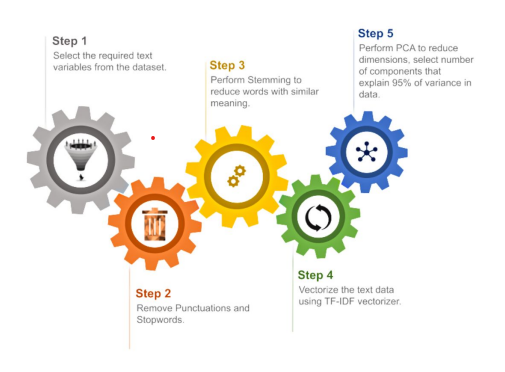 Step 1
Select the required text
variables from the dataset.
Step 2
Remove Punctuations and
Stopwords.
Step 3
Perform Stemming to
reduce words with similar
meaning.
Step 4
Vectorize the text data
using TF-IDF vectorizer.
Step 5
Perform PCA to reduce
dimensions, select number
of components that
explain 95% of variance in
data.